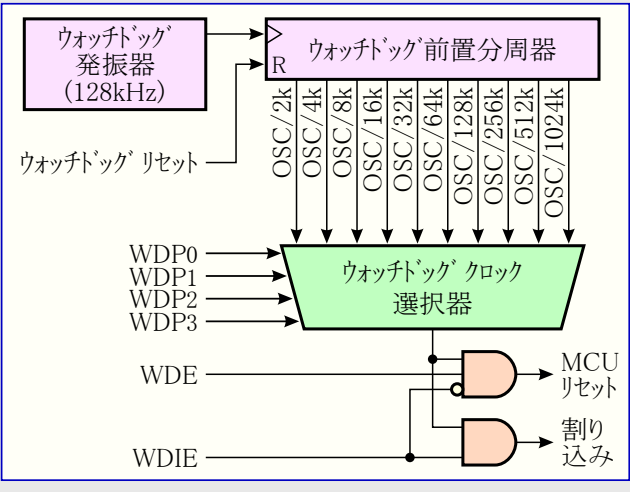 ウォッチドッグ
発振器
(128kHz)
ウォッチドッグ前置分周器
R
OSC/2k
OSC/4k
OSC/8k
OSC/16k
OSC/32k
OSC/64k
OSC/128k
OSC/256k
OSC/512k
OSC/1024k
ウォッチドッグ リセット
WDP0
WDP1
WDP2
WDP3
ウォッチドッグ クロック
選択器
WDE
MCU
リセット
WDIE
割り
込み